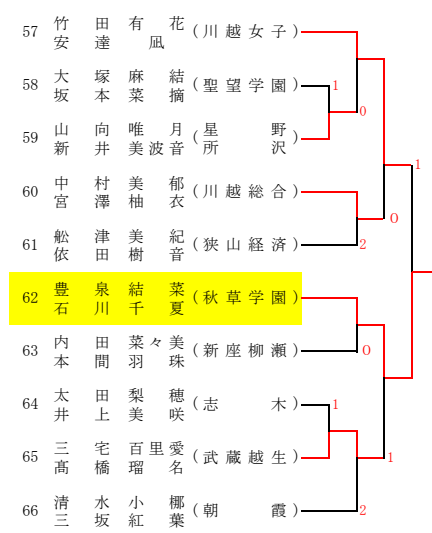 57 竹田有花 (川越女子)
安達凪
58 大塚麻結 (聖望学園) 1
坂本菜摘
0
59 山向唯月 (星野)
新井美波音 所沢
1
60 中村美郁 (川越総合)
宮澤柚衣
0
61 舩津美紀 (狭山経済) 2
依田樹音
62 豊泉結菜 (秋草学園)
石川千夏
63 内田菜々美 (新座柳瀬) 0
本間羽珠
64 太田梨穂 (志木) 1
井上美咲
65 三宅百里愛 (武蔵越生) 1
髙橋瑠名
66 清水小梛 (朝霞) 2
三坂紅葉